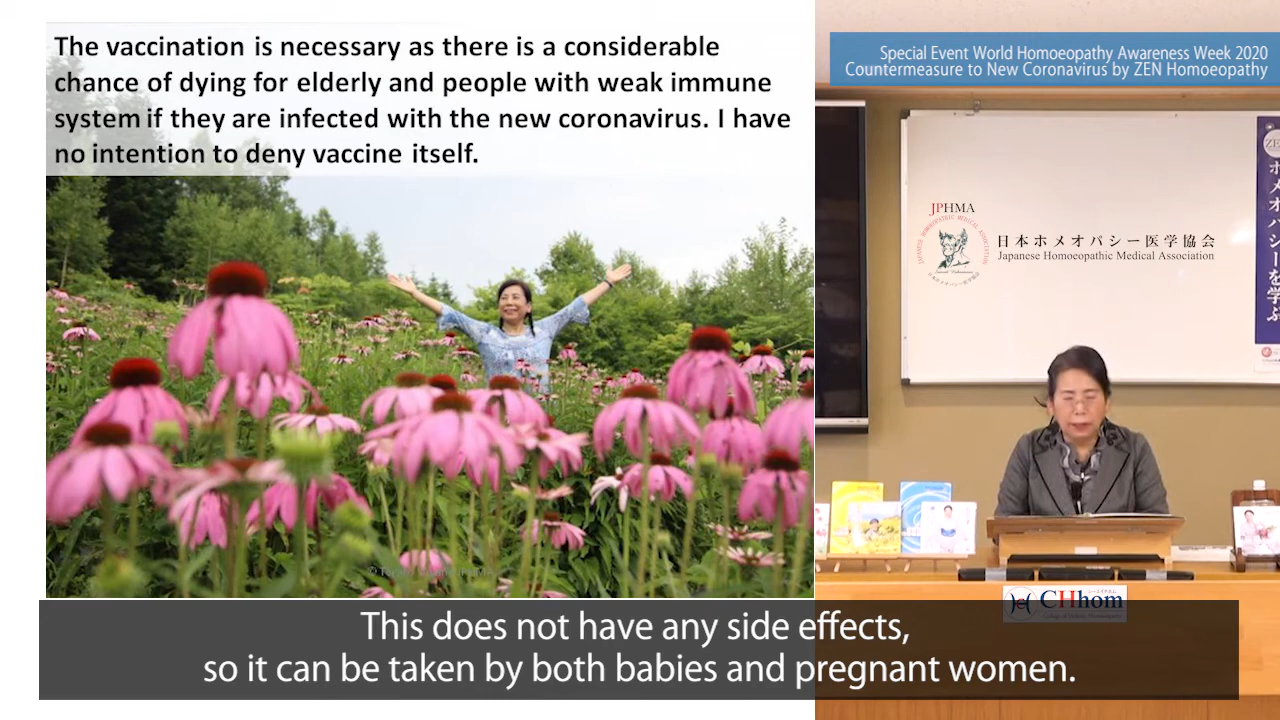 The vaccination is necessary as there is a considerable
chance of dying for elderly and people with weak immune
system if they are infected with the new coronavirus. I have
no intention to deny vaccine itself.
Special Event World Homoeopathy Awareness Week 2020
Countermeasure to New Coronavirus by ZEN Homoeopathy
JPHMA
日本ホメオパシー医学協会
Japanese Homoeopathic Medical Association
ホメオパシーを学ぶ
CHhom
This does not have any side effects,
so it can be taken by both babies and pregnant women.